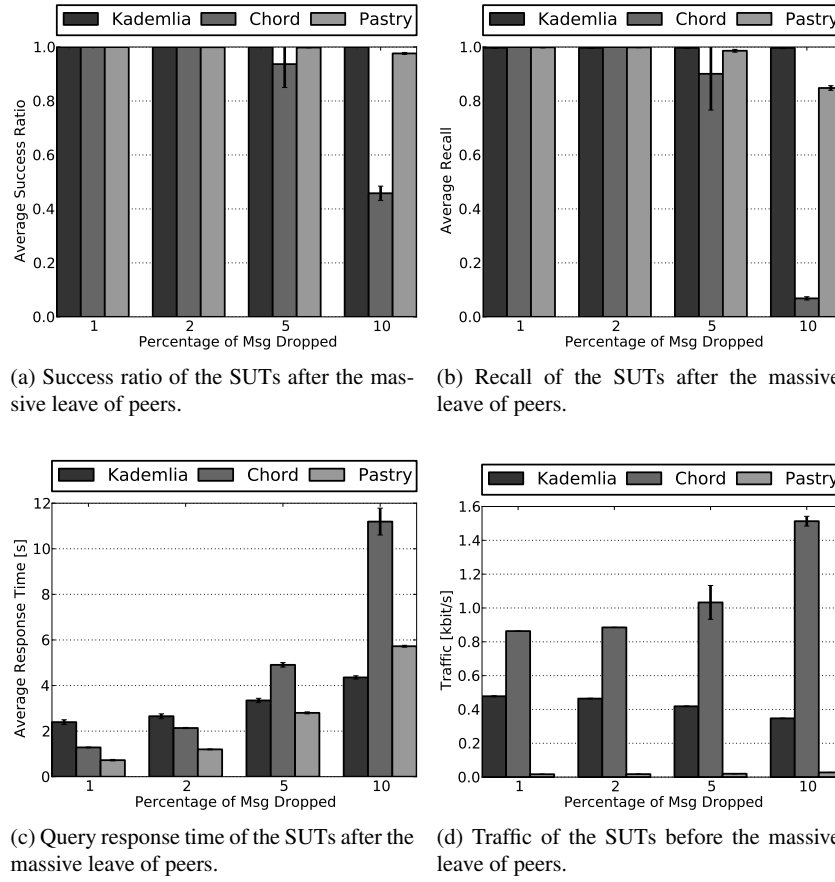 Kademlia Chord Pastry
1.0
0.8
0.6
0.4
0.2
0.0
Average Success Ratio
1 2 5 10
Percentage of Msg Dropped
(a) Success ratio of the SUTs after the mas-
sive leave of peers.
Kademlia Chord Pastry
1.0
0.8
0.6
0.4
0.2
0.0
Average Recall
1 2 5 10
Percentage of Msg Dropped
(b) Recall of the SUTs after the massive
leave of peers.
Kademlia Chord Pastry
12
10
8
6
4
2
0
Average Response Time [s]
1 2 5 10
Percentage of Msg Dropped
(c) Query response time of the SUTs after the
massive leave of peers.
Kademlia Chord Pastry
1.6
1.4
1.2
1.0
0.8
0.6
0.4
0.2
0.0
Traffic [kbit/s]
1 2 5 10
Percentage of Msg Dropped
(d) Traffic of the SUTs before the massive
leave of peers.